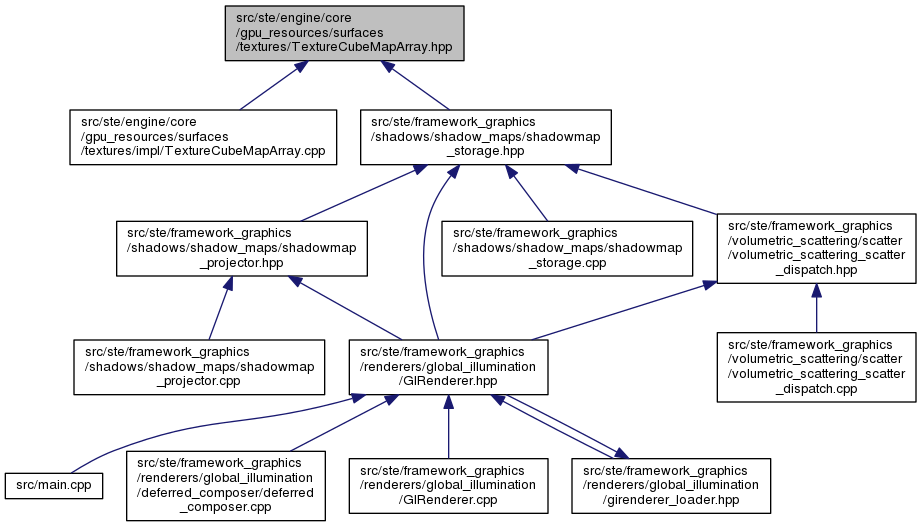 src/ste/engine/core
/gpu_resources/surfaces
/textures/TextureCubeMapArray.hpp
src/ste/engine/core
/gpu_resources/surfaces
/textures/impl/TextureCubeMapArray.cpp
src/ste/framework_graphics
/shadows/shadow_maps/shadowmap
_storage.hpp
src/ste/framework_graphics
/shadows/shadow_maps/shadowmap
_projector.hpp
src/ste/framework_graphics
/shadows/shadow_maps/shadowmap
_storage.cpp
src/ste/framework_graphics
/volumetric_scattering/scatter
/volumetric_scattering_scatter
_dispatch.hpp
src/ste/framework_graphics
/shadows/shadow_maps/shadowmap
_projector.cpp
src/ste/framework_graphics
/renderers/global_illumination
/GIRenderer.hpp
src/ste/framework_graphics
/volumetric_scattering/scatter
/volumetric_scattering_scatter
_dispatch.cpp
src/main.cpp
src/ste/framework_graphics
/renderers/global_illumination
/deferred_composer/deferred
_composer.cpp
src/ste/framework_graphics
/renderers/global_illumination
/GIRenderer.cpp
src/ste/framework_graphics
/renderers/global_illumination
/girenderer_loader.hpp